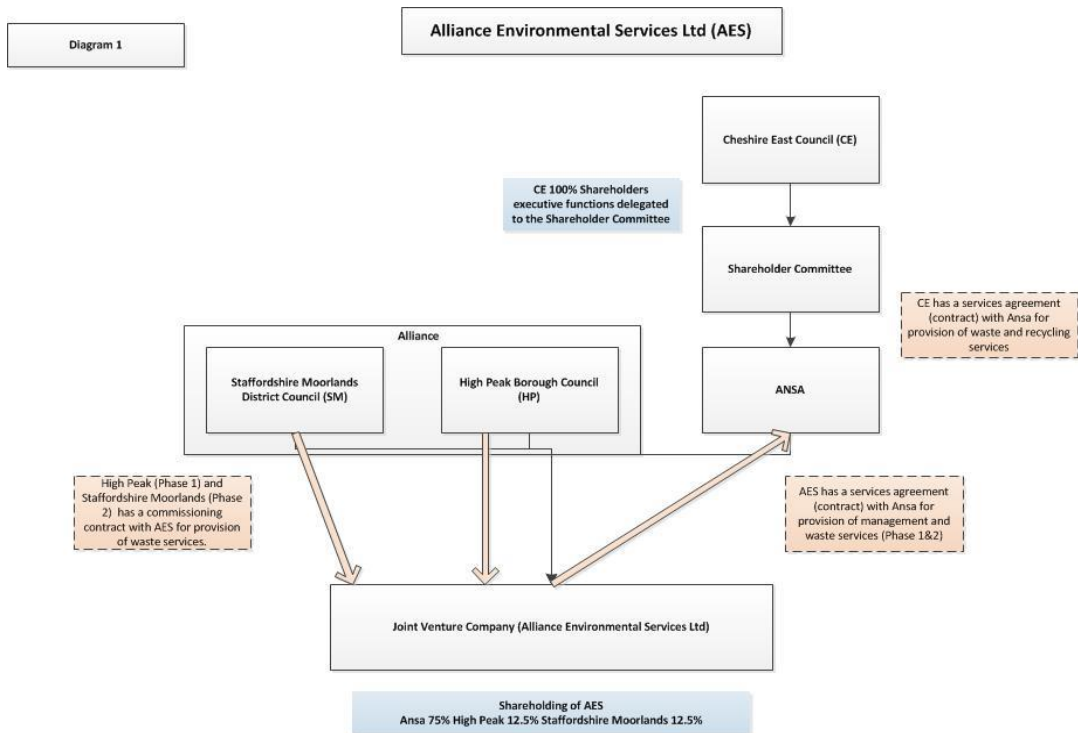 Diagram 1
Alliance Environmental Services Ltd (AES)
Cheshire East Council (CE)
CE 100% Shareholders
executive functions delegated
to the Shareholder Committee
Shareholder Committee
CE has a services agreement
(contract) with Ansa for
provision of waste and recycling
services
Alliance
Staffordshire Moorlands
District Council (SM)
High Peak Borough Council
(HP)
ANSA
High Peak (Phase 1) and
Staffordshire Moorlands (Phase
2) has a commissioning
contract with AES for provision
of waste services.
AES has a services agreement
(contract) with Ansa for
provision of management and
waste services (Phase 1&2)
Joint Venture Company (Alliance Environmental Services Ltd)
Shareholding of AES
Ansa 75% High Peak 12.5% Staffordshire Moorlands 12.5%